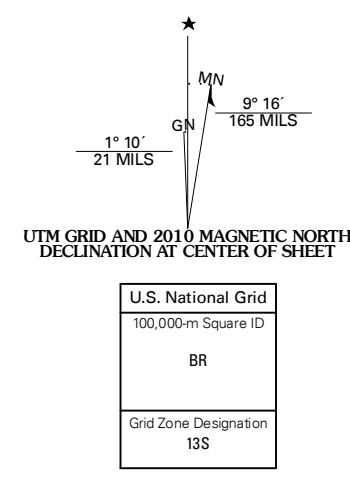 MN
GN
9° 16´
165 MILS
1° 10´
21 MILS
UTM GRID AND 2010 MAGNETIC NORTH
DECLINATION AT CENTER OF SHEET
U.S. National Grid
100,000-m Square ID
BR
Grid Zone Designation
13S